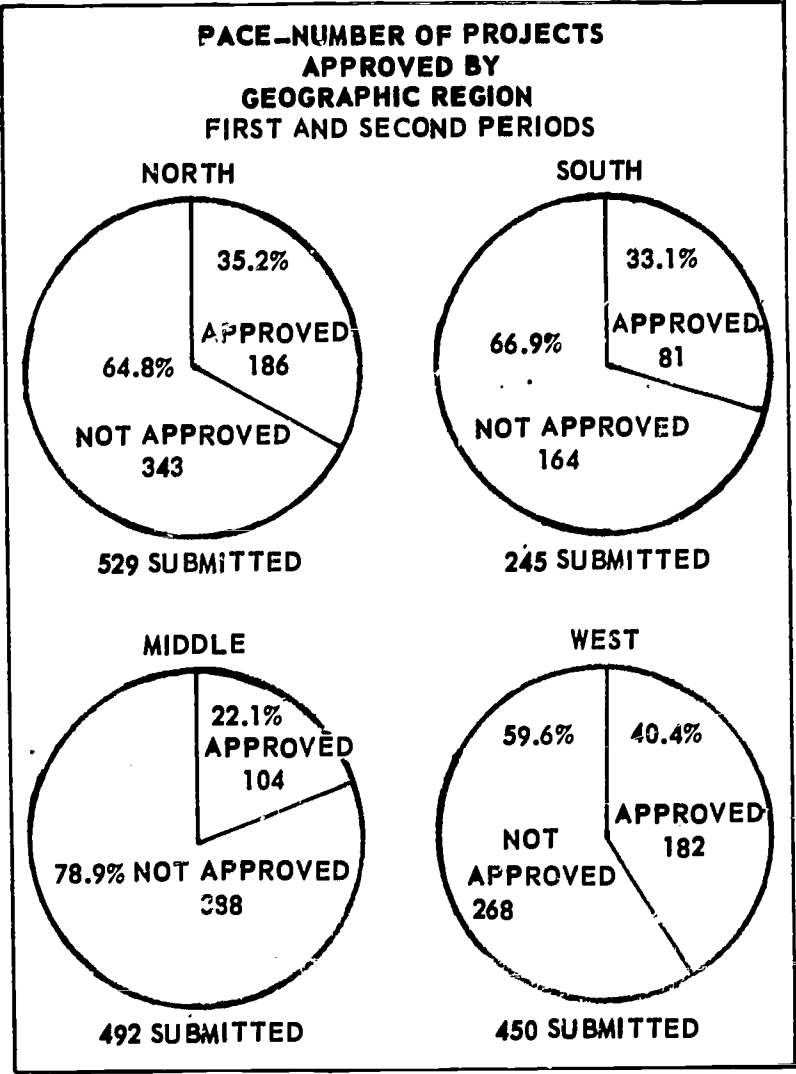 PACE-NUMBER OF PROJECTS
APPROVED BY
GEOGRAPHIC REGION
FIRST AND SECOND PERIODS
NORTH
35.2%
APPROVED
186
64.8%
NOT APPROVED
343
529 SUBMITTED
SOUTH
33.1%
APPROVED
81
66.9%
NOT APPROVED
164
245 SUBMITTED
MIDDLE
22.1%
APPROVED
104
78.9% NOT APPROVED
388
492 SUBMITTED
WEST
59.6%
40.4%
APPROVED
182
NOT
APPROVED
268
450 SUBMITTED